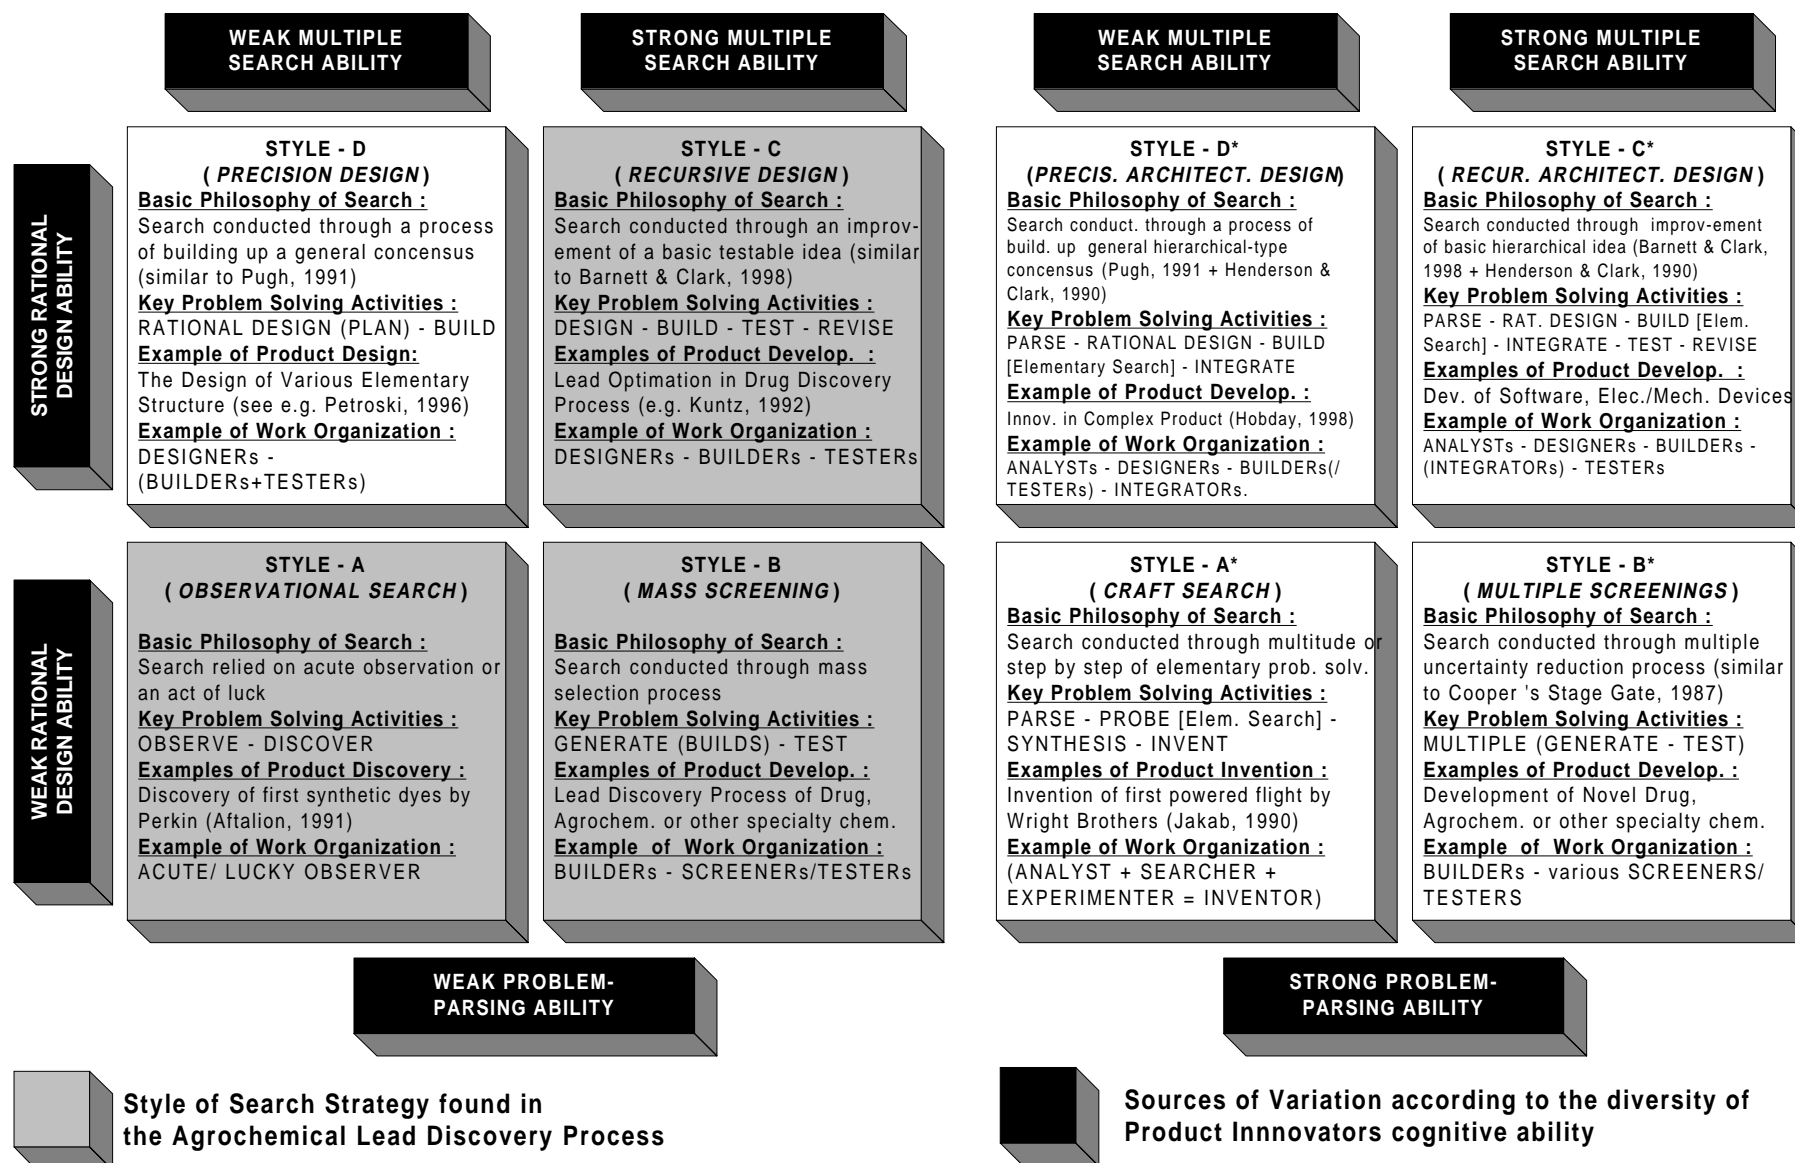 WEAK MULTIPLE
SEARCH ABILITY
STRONG MULTIPLE
SEARCH ABILITY
WEAK MULTIPLE
SEARCH ABILITY
STRONG MULTIPLE
SEARCH ABILITY
STRONG RATIONAL
DESIGN ABILITY
STYLE - D
( PRECISION DESIGN )
Basic Philosophy of Search :
Search conducted through a process
of building up a general concensus
(similar to Pugh, 1991)
Key Problem Solving Activities :
RATIONAL DESIGN (PLAN) - BUILD
Example of Product Design:
The Design of Various Elementary
Structure (see e.g. Petroski, 1996)
Example of Work Organization :
DESIGNERs -
(BUILDERs+TESTERs)
STYLE - C
( RECURSIVE DESIGN )
Basic Philosophy of Search :
Search conducted through an improv-
ement of a basic testable idea (similar
to Barnett & Clark, 1998)
Key Problem Solving Activities :
DESIGN - BUILD - TEST - REVISE
Examples of Product Develop. :
Lead Optimation in Drug Discovery
Process (e.g. Kuntz, 1992)
Example of Work Organization :
DESIGNERs - BUILDERs - TESTERs
STYLE - D*
(PRECIS. ARCHITECT. DESIGN)
Basic Philosophy of Search :
Search conduct. through a process of
build. up general hierarchical-type
concensus (Pugh, 1991 + Henderson &
Clark, 1990)
Key Problem Solving Activities :
PARSE - RATIONAL DESIGN - BUILD
[Elementary Search] - INTEGRATE
Example of Product Develop. :
Innov. in Complex Product (Hobday, 1998)
Example of Work Organization :
ANALYSTs - DESIGNERs - BUILDERs(/
TESTERs) - INTEGRATORs.
STYLE - C*
( RECUR. ARCHITECT. DESIGN )
Basic Philosophy of Search :
Search conducted through improv-ement
of basic hierarchical idea (Barnett & Clark,
1998 + Henderson & Clark, 1990)
Key Problem Solving Activities :
PARSE - RAT. DESIGN - BUILD [Elem.
Search] - INTEGRATE - TEST - REVISE
Examples of Product Develop. :
Dev. of Software, Elec./Mech. Devices
Example of Work Organization :
ANALYSTs - DESIGNERs - BUILDERs -
(INTEGRATORs) - TESTERs
WEAK RATIONAL
DESIGN ABILITY
STYLE - A
( OBSERVATIONAL SEARCH )
Basic Philosophy of Search :
Search relied on acute observation or
an act of luck
Key Problem Solving Activities :
OBSERVE - DISCOVER
Examples of Product Discovery :
Discovery of first synthetic dyes by
Perkin (Aftalion, 1991)
Example of Work Organization :
ACUTE/ LUCKY OBSERVER
STYLE - B
( MASS SCREENING )
Basic Philosophy of Search :
Search conducted through mass
selection process
Key Problem Solving Activities :
GENERATE (BUILDS) - TEST
Examples of Product Develop. :
Lead Discovery Process of Drug,
Agrochem. or other specialty chem.
Example of Work Organization :
BUILDERs - SCREENERs/TESTERs
STYLE - A*
( CRAFT SEARCH )
Basic Philosophy of Search :
Search conducted through multitude or
step by step of elementary prob. solv.
Key Problem Solving Activities :
PARSE - PROBE [Elem. Search] -
SYNTHESIS - INVENT
Examples of Product Invention :
Invention of first powered flight by
Wright Brothers (Jakab, 1990)
Example of Work Organization :
(ANALYST + SEARCHER +
EXPERIMENTER = INVENTOR)
STYLE - B*
( MULTIPLE SCREENINGS )
Basic Philosophy of Search :
Search conducted through multiple
uncertainty reduction process (similar
to Cooper 's Stage Gate, 1987)
Key Problem Solving Activities :
MULTIPLE (GENERATE - TEST)
Examples of Product Develop. :
Development of Novel Drug,
Agrochem. or other specialty chem.
Example of Work Organization :
BUILDERs - various SCREENERS/
TESTERS
WEAK PROBLEM-
PARSING ABILITY
STRONG PROBLEM-
PARSING ABILITY
Style of Search Strategy found in
the Agrochemical Lead Discovery Process
Sources of Variation according to the diversity of
Product Innnovators cognitive ability